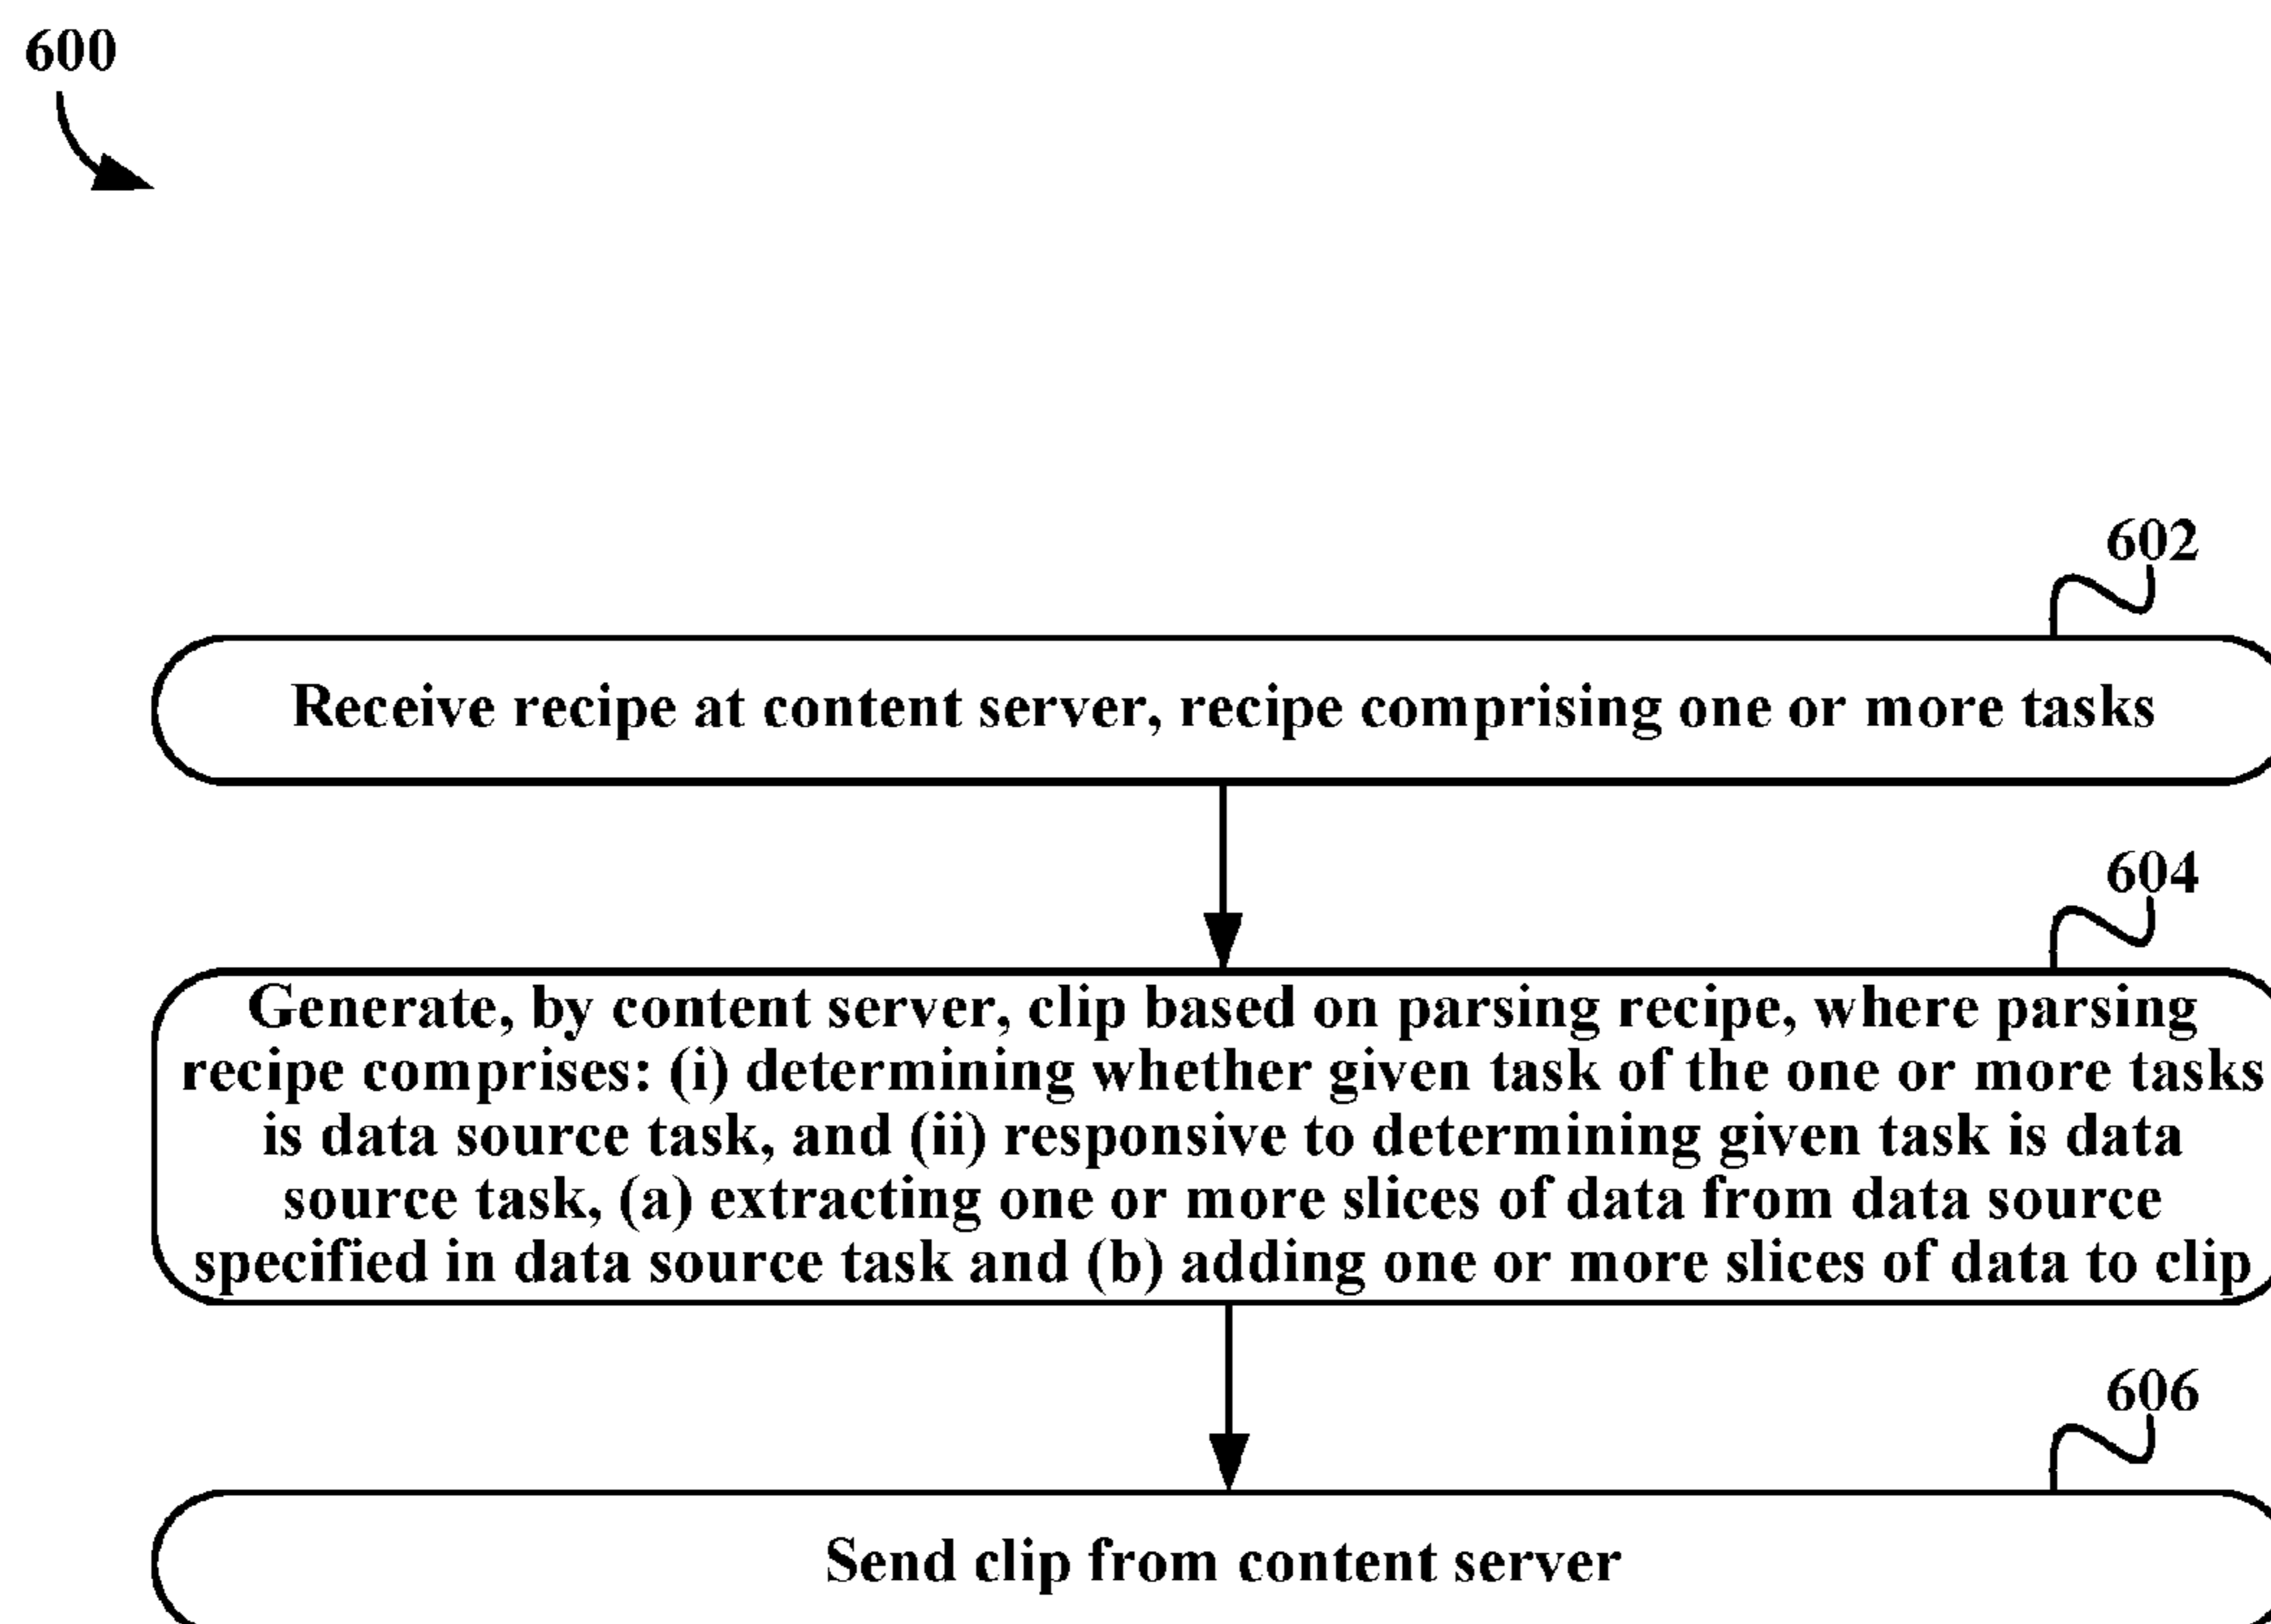 600
602
Receive recipe at content server, recipe comprising one or more tasks
604
Generate, by content server, clip based on parsing recipe, where parsing
recipe comprises: (i) determining whether given task of the one or more tasks
is data source task, and (ii) responsive to determining given task is data
source task, (a) extracting one or more slices of data from data source
specified in data source task and (b) adding one or more slices of data to clip
606
Send clip from content server